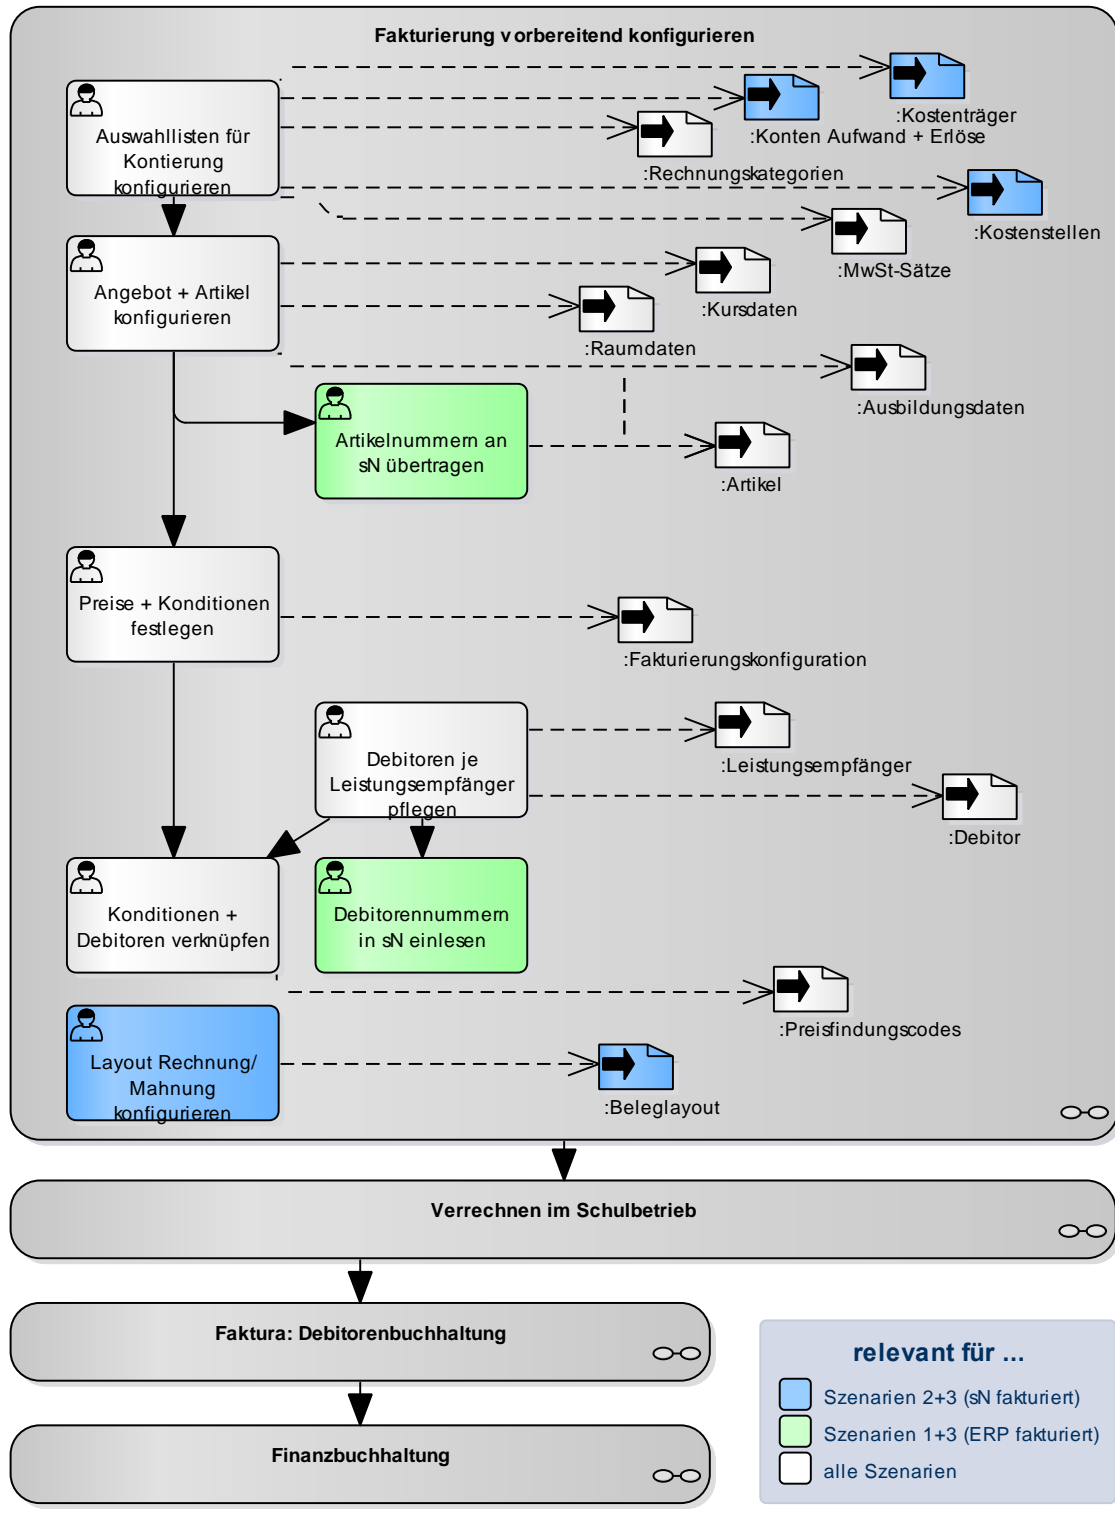 Fakturierung vorbereitend konfigurieren
Auswahllisten für
Kontierung
konfigurieren
:Kostenträger
:Konten Aufwand + Erlöse
:Rechnungskategorien
:Kostenstellen
:MwSt-Sätze
Angebot + Artikel
konfigurieren
:Kursdaten
:Raumdaten
:Ausbildungsdaten
Artikelnummern an
sN übertragen
:Artikel
Preise + Konditionen
festlegen
:Fakturierungskonfiguration
Debitoren je
Leistungsempfänger
pflegen
:Leistungsempfänger
:Debitor
Konditionen +
Debitoren verknüpfen
Debitorennummern
in sN einlesen
:Preisfindungscodes
Layout Rechnung/
Mahnung
konfigurieren
:Beleglayout
Verrechnen im Schulbetrieb
Faktura: Debitorenbuchhaltung
Finanzbuchhaltung
relevant für ...
Szenarien 2+3 (sN fakturiert)
Szenarien 1+3 (ERP fakturiert)
alle Szenarien